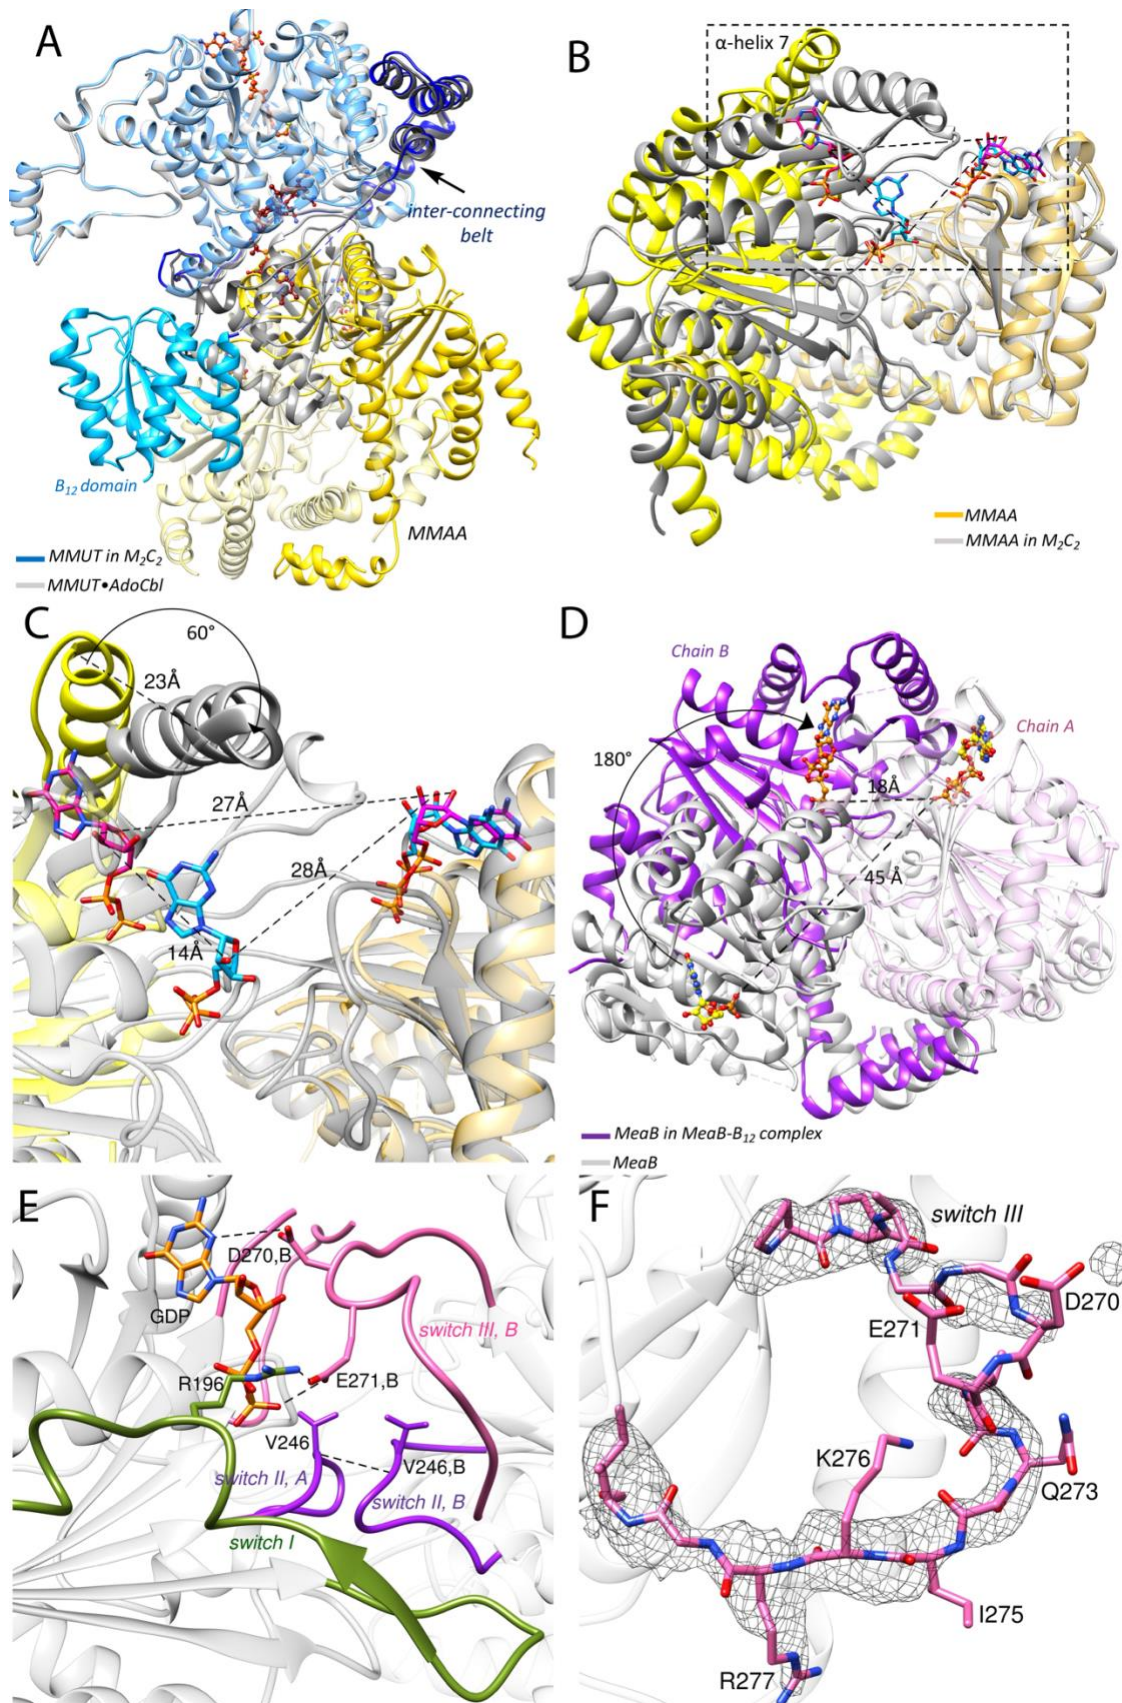 A
inter-connecting
belt
B₁₂ domain
MMAA
MMUT in M₂C₂
MMUT•AdoCbl
B
α-helix 7
MMAA
MMAA in M₂C₂
C
60°
23Å
27Å
28Å
14Å
D
Chain B
Chain A
180°
18Å
45 Å
MeaB in MeaB-B₁₂ complex
MeaB
E
D270,B
GDP
switch III, B
R196
E271,B
V246
V246,B
switch II, A
switch II, B
switch I
F
switch III
D270
E271
K276
Q273
I275
R277